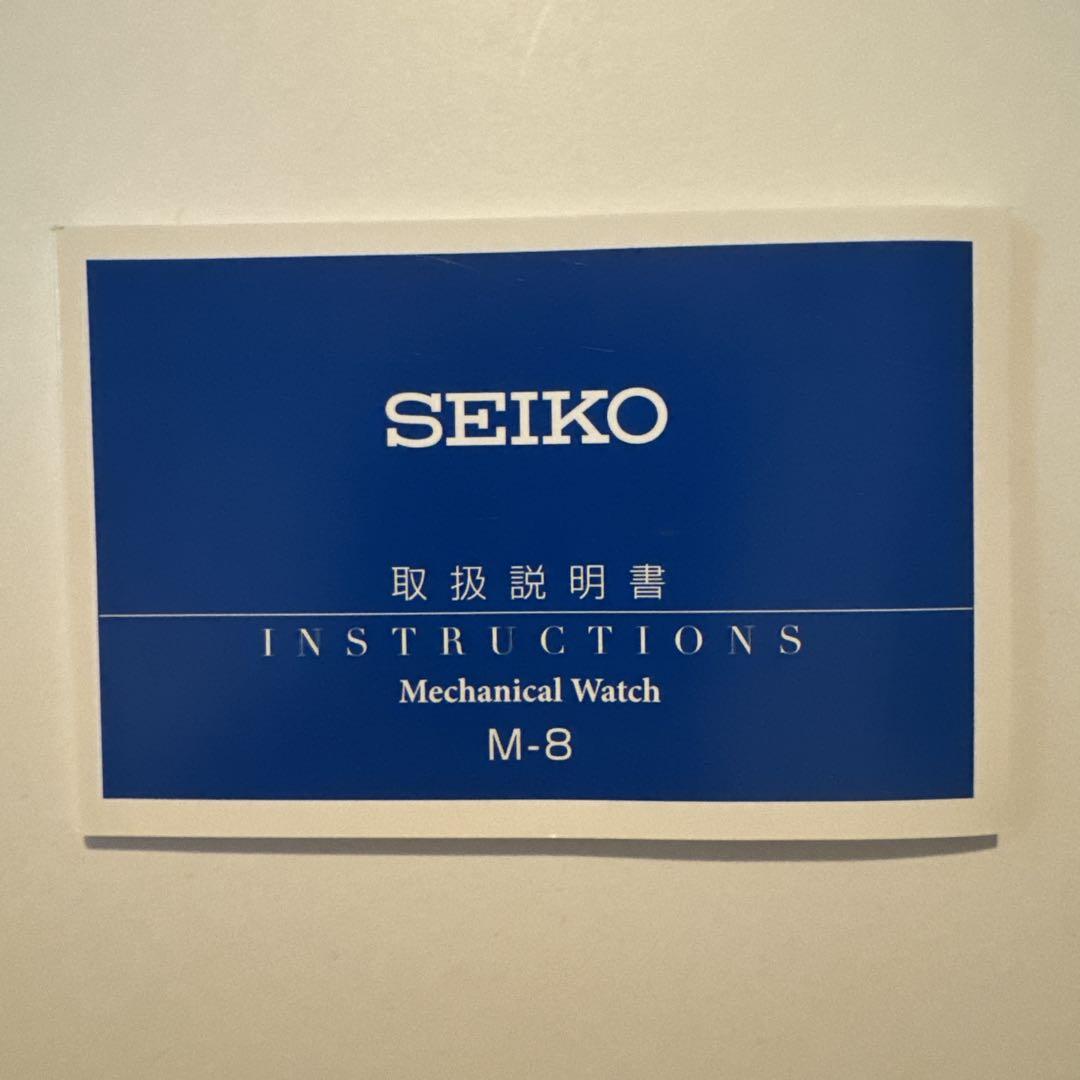 SEIKO
取扱説明書
INSTRUCTIONS
Mechanical Watch
M-8